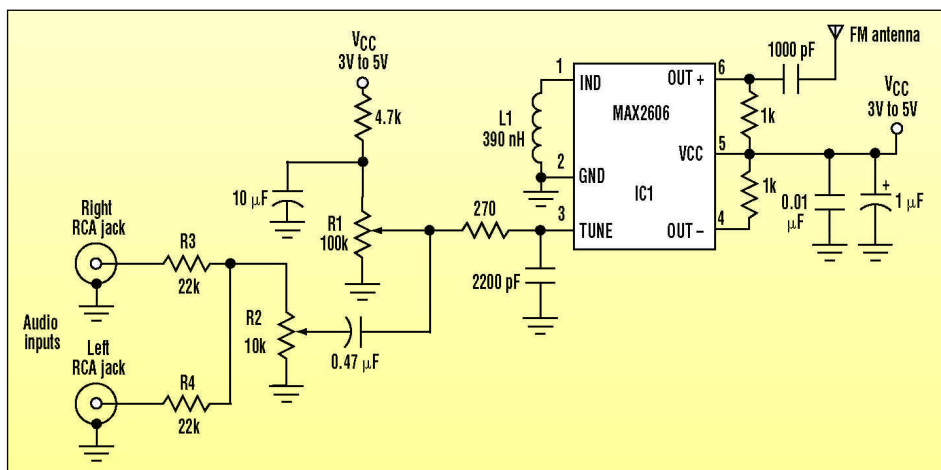 VCC
3V to 5V
4.7k
10 μF
R1
100k
Right
RCA jack
R3
22k
Audio
inputs
R2
10k
0.47 μF
Left
RCA jack
R4
22k
270
2200 pF
L1
390 nH
1
IND
2
GND
3
TUNE
MAX2606
IC1
OUT +
6
VCC
5
OUT –
4
1000 pF
FM antenna
1k
1k
VCC
3V to 5V
0.01
μF
+
1 μF